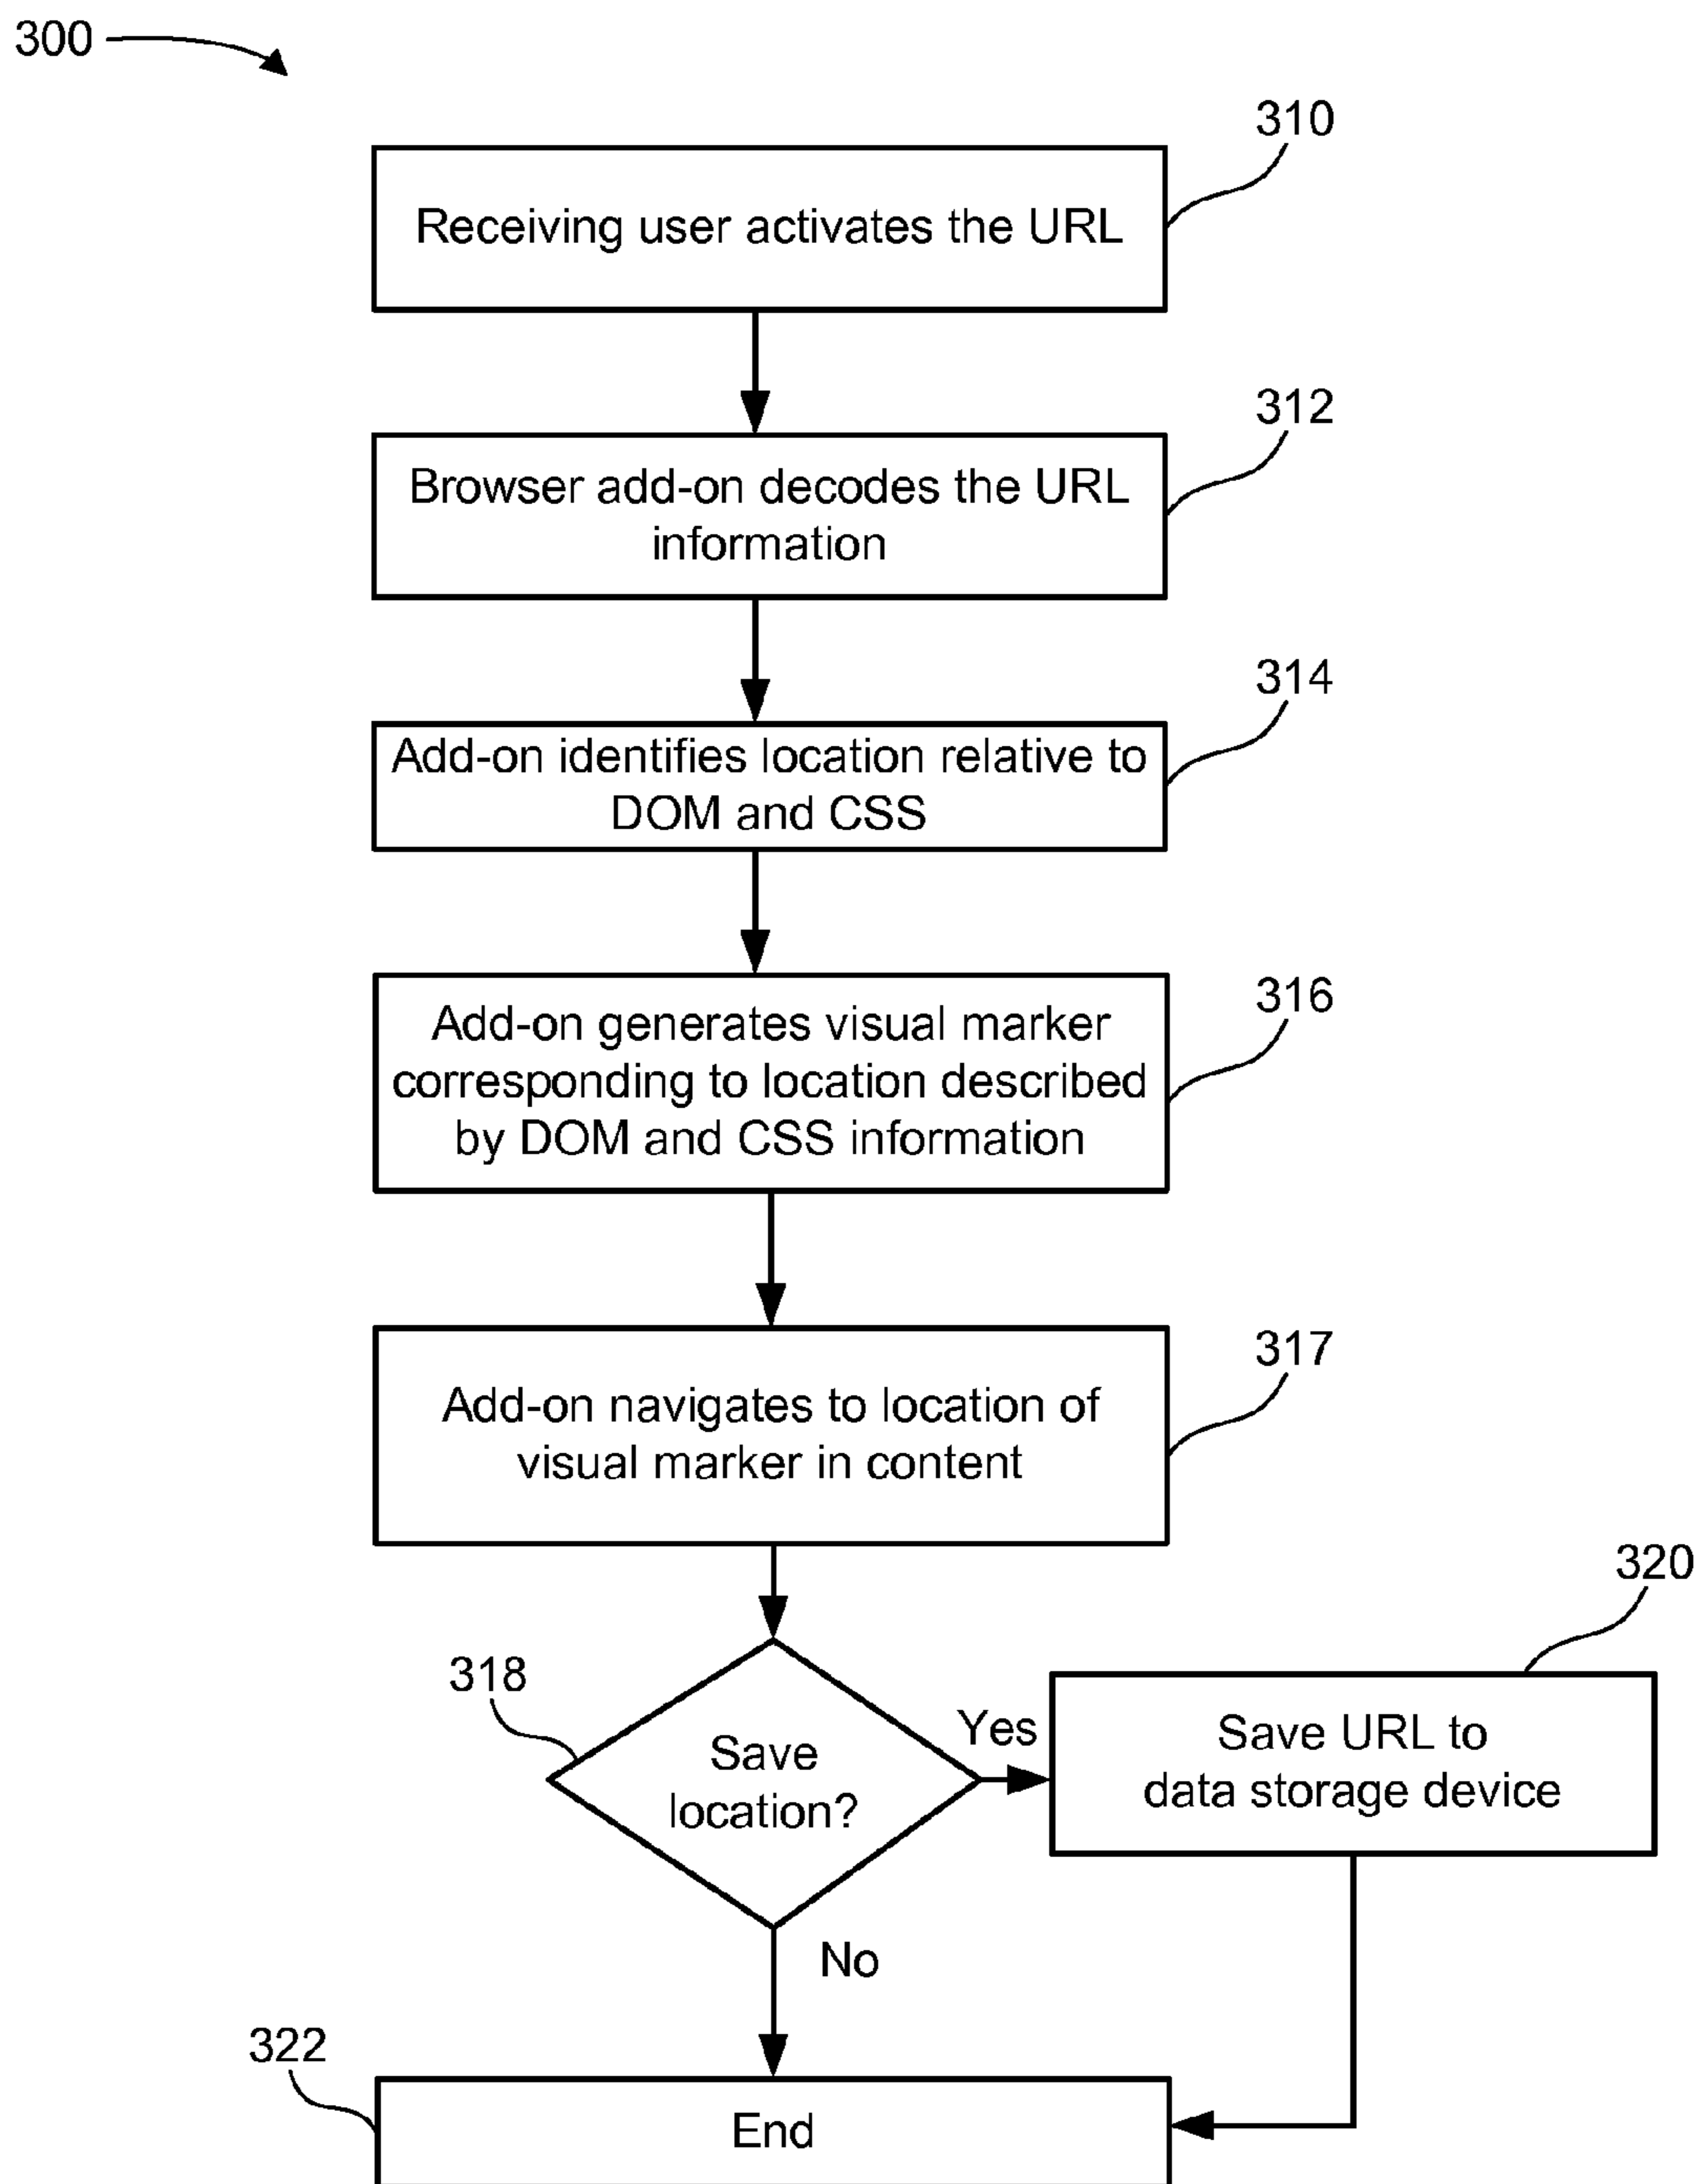 300
310
Receiving user activates the URL
312
Browser add-on decodes the URL
information
314
Add-on identifies location relative to
DOM and CSS
316
Add-on generates visual marker
corresponding to location described
by DOM and CSS information
317
Add-on navigates to location of
visual marker in content
318
Save
location?
Yes
320
Save URL to
data storage device
No
322
End